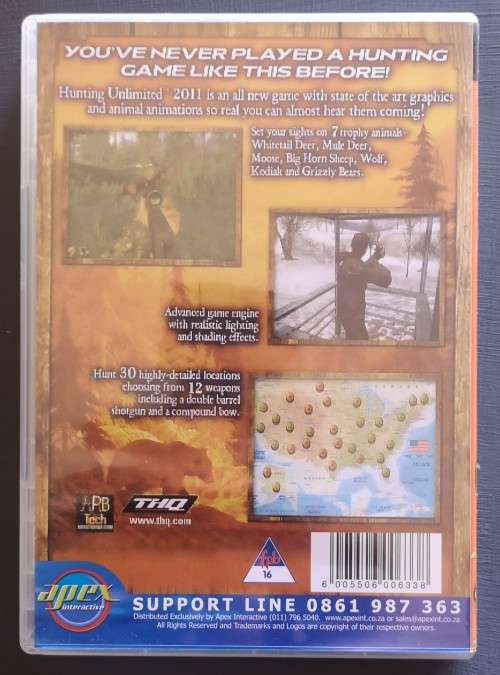 YOU'VE NEVER PLAYED A HUNTING
GAME LIKE THIS BEFORE!
Hunting Unlimited 2011 is an all new game with state of the art graphics
and animal animations so real you can almost hear them coming!
Set your sights on 7 trophy animals
Whitetail Deer, Mule Deer,
Moose, Big Horn Sheep, Wolf,
Kodiak and Grizzly Bears.
Advanced game engine
with realistic lighting
and shading effects.
Hunt 30 highly-detailed locations
choosing from 12 weapons
including a double barrel
shotgun and a compound bow.
ARB
Tech
THQ
www.thq.com
fpb
16
6 005506 006338
apex
interactive
SUPPORT LINE 0861 987 363
Distributed Exclusively by Apex Interactive (011) 796 5040. www.apexint.co.za or sales@apexint.co.za
All Rights Reserved and Trademarks and Logos are copyright of their respective owners.